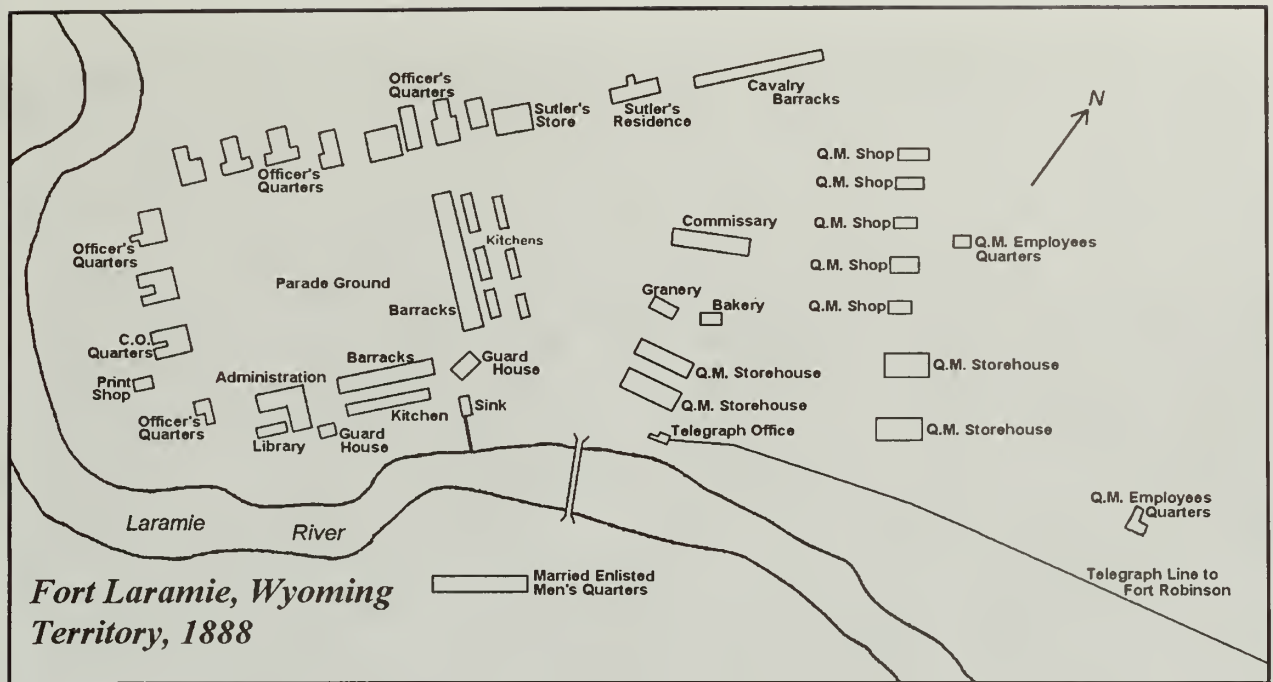 Officer's
Quarters
Cavalry
Barracks
Sutler's
Store
Sutler's
Residence
N
Officer's
Quarters
Q.M. Shop
Q.M. Shop
Q.M. Shop
Q.M. Shop
Q.M. Shop
Commissary
Q.M. Employees
Quarters
Officer's
Quarters
Kitchens
Parade Ground
Barracks
Granery
Bakery
C.O.
Quarters
Print
Shop
Administration
Barracks
Guard
House
Q.M. Storehouse
Q.M. Storehouse
Q.M. Storehouse
Q.M. Storehouse
Officer's
Quarters
Library
Guard
House
Kitchen
Sink
Telegraph Office
Q.M. Employees
Quarters
Laramie River
Telegraph Line to
Fort Robinson
Married Enlisted
Men's Quarters
Fort Laramie, Wyoming
Territory, 1888